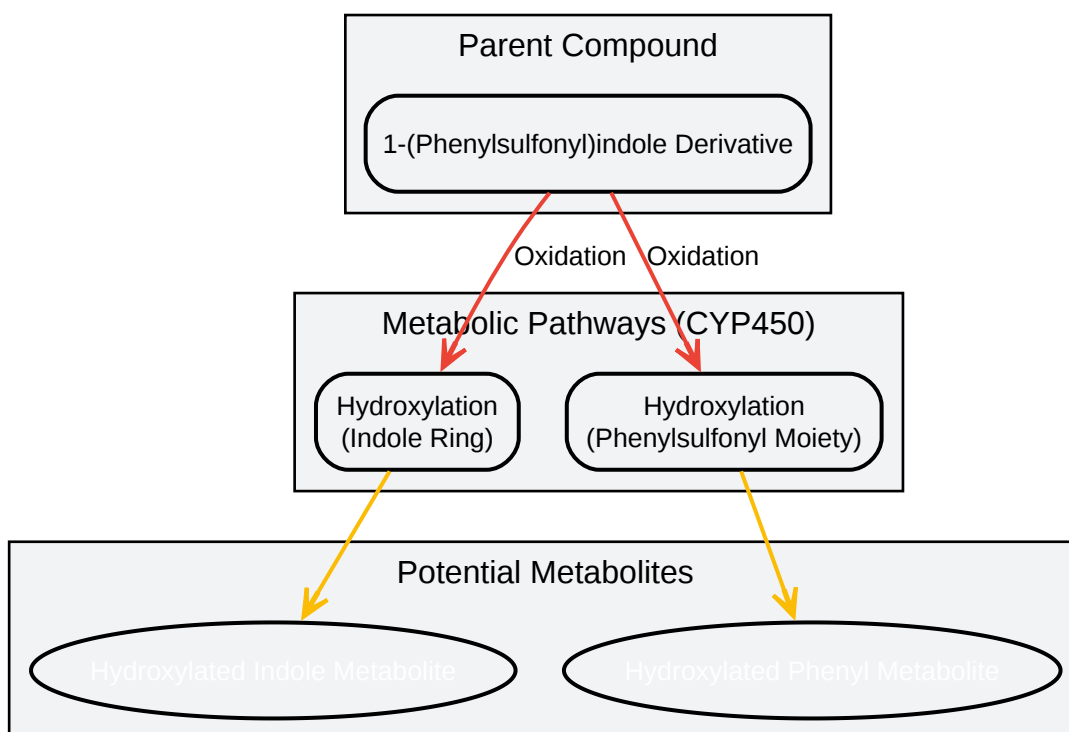 Parent Compound
1-(Phenylsulfonyl)indole Derivative
Oxidation
Oxidation
Metabolic Pathways (CYP450)
Hydroxylation
(Indole Ring)
Hydroxylation
(Phenylsulfonyl Moiety)
Potential Metabolites
Hydroxylated Indole Metabolite
Hydroxylated Phenyl Metabolite